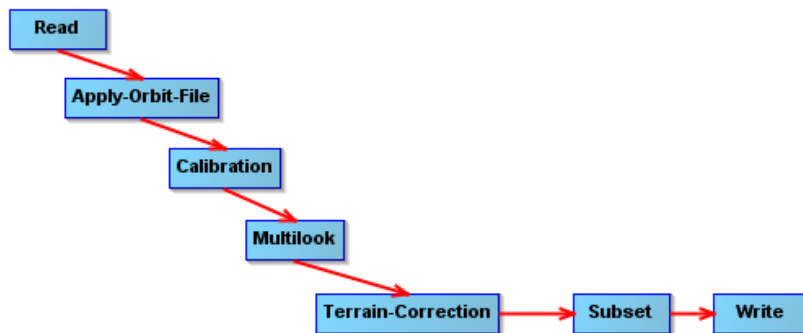 Read
Apply-Orbit-File
Calibration
Multilook
Terrain-Correction
Subset
Write